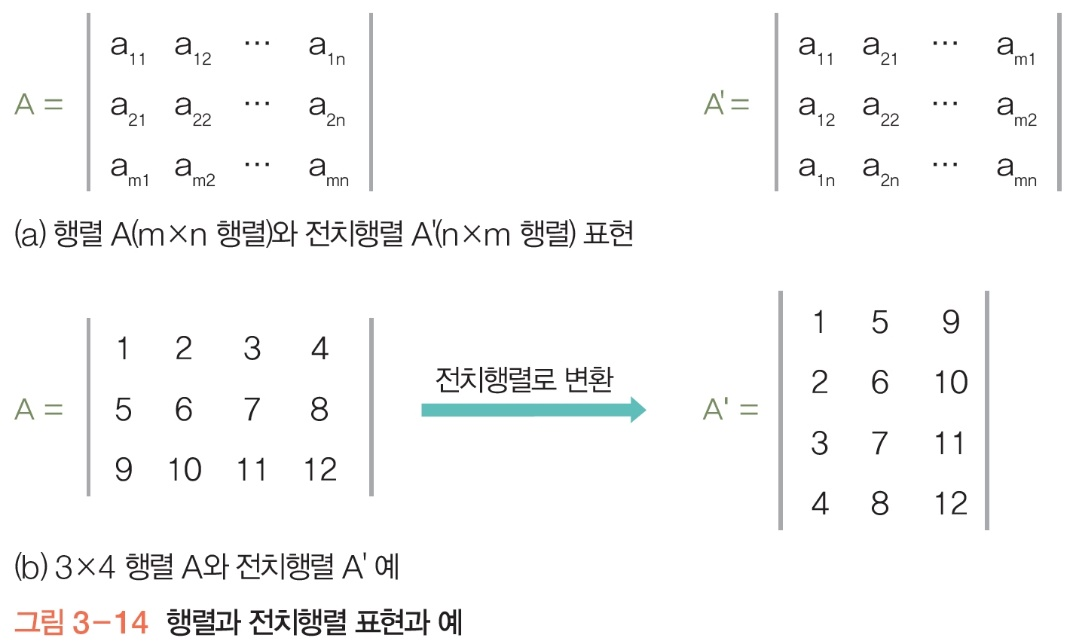 a11 a12 ⋯ a1n
A = a21 a22 ⋯ a2n
am1 am2 ⋯ amn
a11 a21 ⋯ am1
A' = a12 a22 ⋯ am2
a1n a2n ⋯ amn
(a) 행렬 A(m×n 행렬)와 전치행렬 A'(n×m 행렬) 표현
1 2 3 4
A = 5 6 7 8
9 10 11 12
전치행렬로 변환
1 5 9
2 6 10
A' =
3 7 11
4 8 12
(b) 3×4 행렬 A와 전치행렬 A' 예
그림 3-14 행렬과 전치행렬 표현과 예